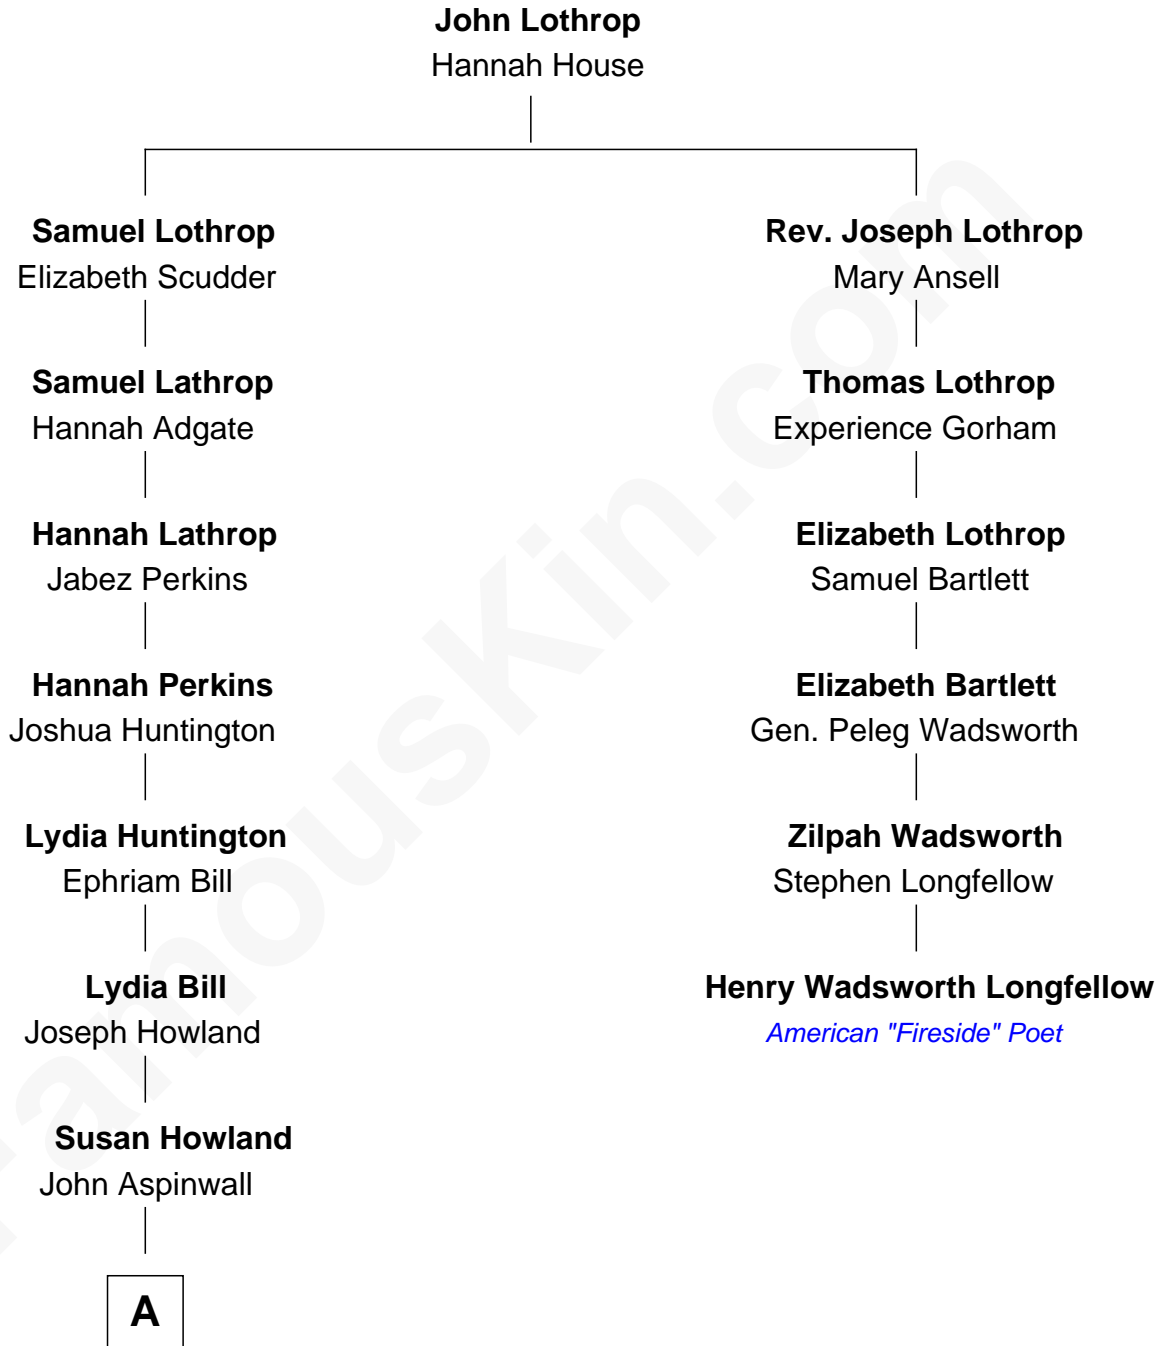 John Lothrop
Hannah House
Samuel Lothrop
Elizabeth Scudder
Samuel Lathrop
Hannah Adgate
Hannah Lathrop
Jabez Perkins
Hannah Perkins
Joshua Huntington
Lydia Huntington
Ephriam Bill
Lydia Bill
Joseph Howland
Susan Howland
John Aspinwall
A
Rev. Joseph Lothrop
Mary Ansell
Thomas Lothrop
Experience Gorham
Elizabeth Lothrop
Samuel Bartlett
Elizabeth Bartlett
Gen. Peleg Wadsworth
Zilpah Wadsworth
Stephen Longfellow
Henry Wadsworth Longfellow
American "Fireside" Poet
FamousKin.com